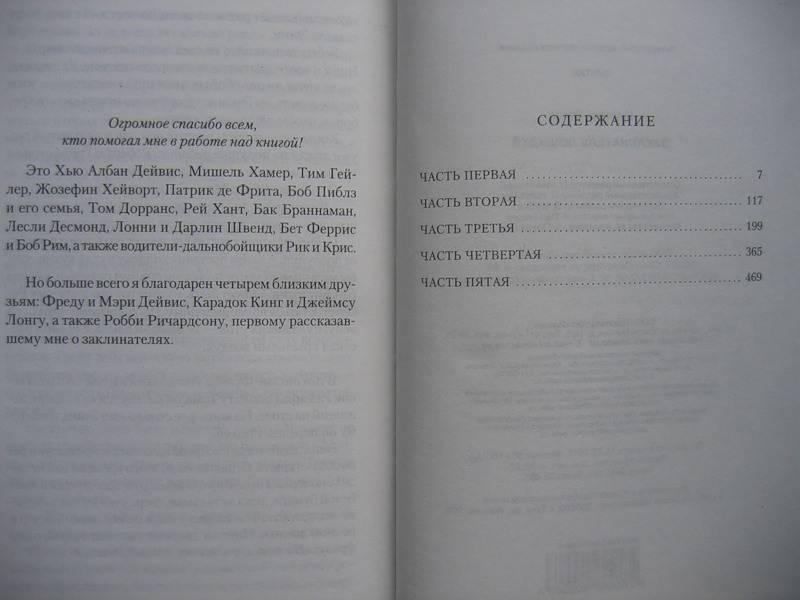 Огромное спасибо всем,
кто помогал мне в работе над книгой!
Это Хью Албан Дейвис, Мишель Хамер, Тим Гей-
лер, Жозефин Хейворт, Патрик де Фрита, Боб Пиблз
и его семья, Том Дорранс, Рей Хант, Бак Браннаман,
Лесли Десмонд, Лонни и Дарлин Швенд, Бет Феррис
и Боб Рим, а также водители-дальнобойщики Рик и Крис.
Но больше всего я благодарен четырем близким дру-
зьям: Фреду и Мэри Дейвис, Карадок Кинг и Джеймсу
Лонгу, а также Робби Ричардсону, первому рассказав-
шему мне о заклинателях.
СОДЕРЖАНИЕ
ЧАСТЬ ПЕРВАЯ ........................ 7
ЧАСТЬ ВТОРАЯ ........................ 117
ЧАСТЬ ТРЕТЬЯ ........................ 199
ЧАСТЬ ЧЕТВЕРТАЯ ........................ 365
ЧАСТЬ ПЯТАЯ ........................ 469